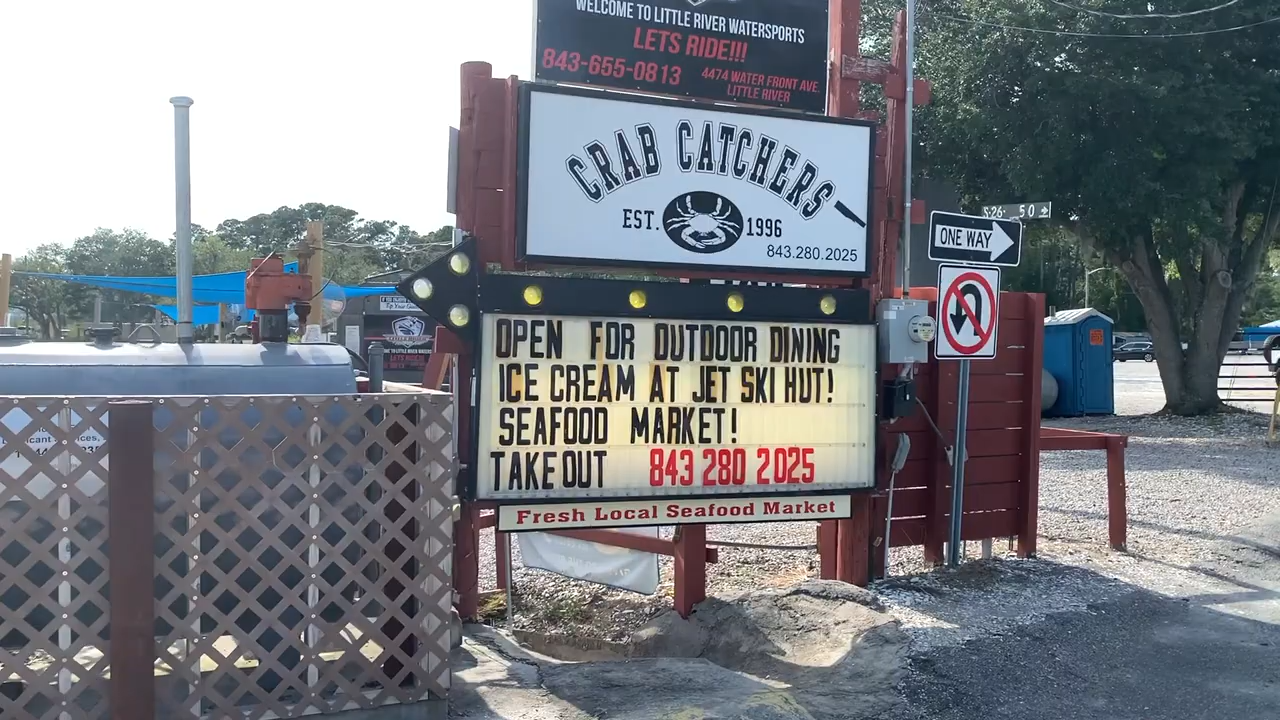 WELCOME TO LITTLE RIVER WATERSPORTS
LETS RIDE!!!
843-655-0813
4474 WATER FRONT AVE.
LITTLE RIVER
CRAB CATCHERS
EST. 1996
843.280.2025
OPEN FOR OUTDOOR DINING
ICE CREAM AT JET SKI HUT!
SEAFOOD MARKET!
TAKE OUT 843 280 2025
Fresh Local Seafood Market
S-26- 50
ONE WAY